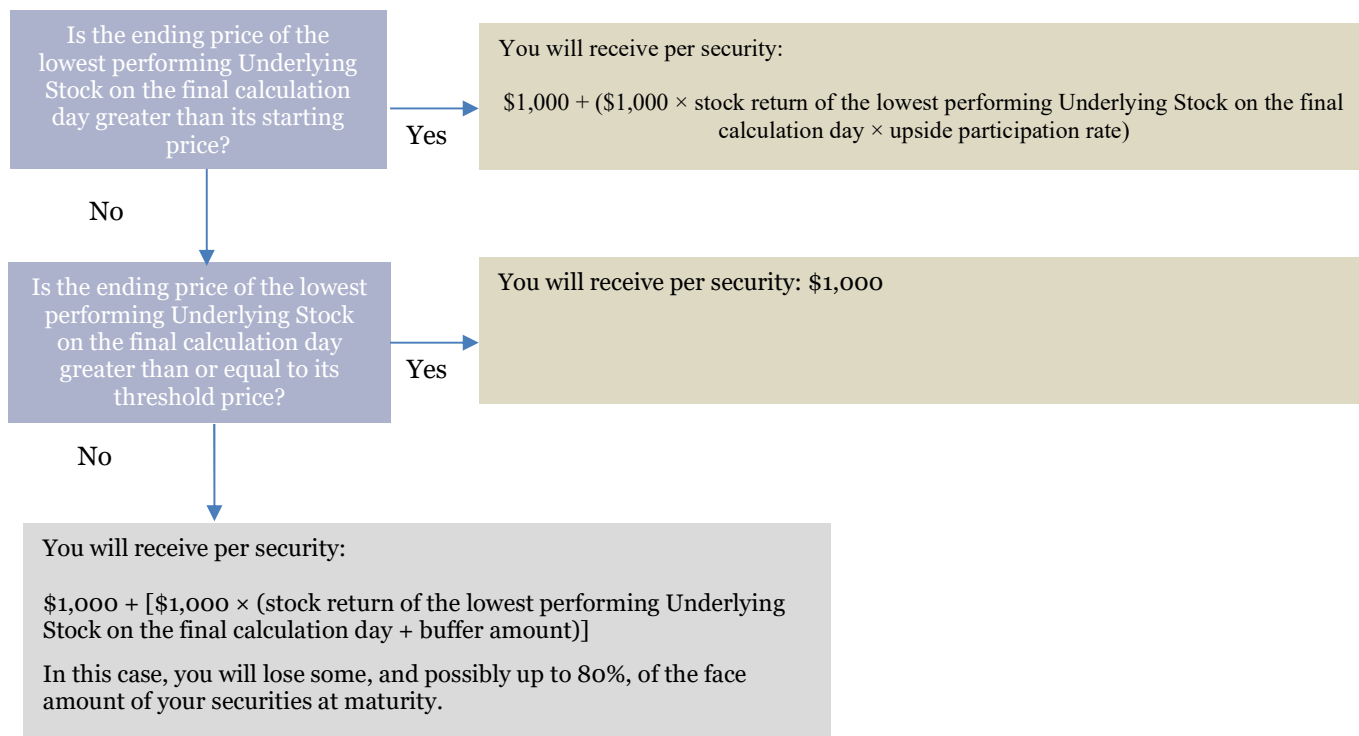 Is the ending price of the
lowest performing Underlying
Stock on the final calculation
day greater than its starting
price?
Yes
You will receive per security:
$1,000 + ($1,000 × stock return of the lowest performing Underlying Stock on the final
calculation day × upside participation rate)
No
Is the ending price of the lowest
performing Underlying Stock
on the final calculation day
greater than or equal to its
threshold price?
Yes
You will receive per security: $1,000
No
You will receive per security:
$1,000 + [$1,000 × (stock return of the lowest performing Underlying
Stock on the final calculation day + buffer amount)]
In this case, you will lose some, and possibly up to 80%, of the face
amount of your securities at maturity.